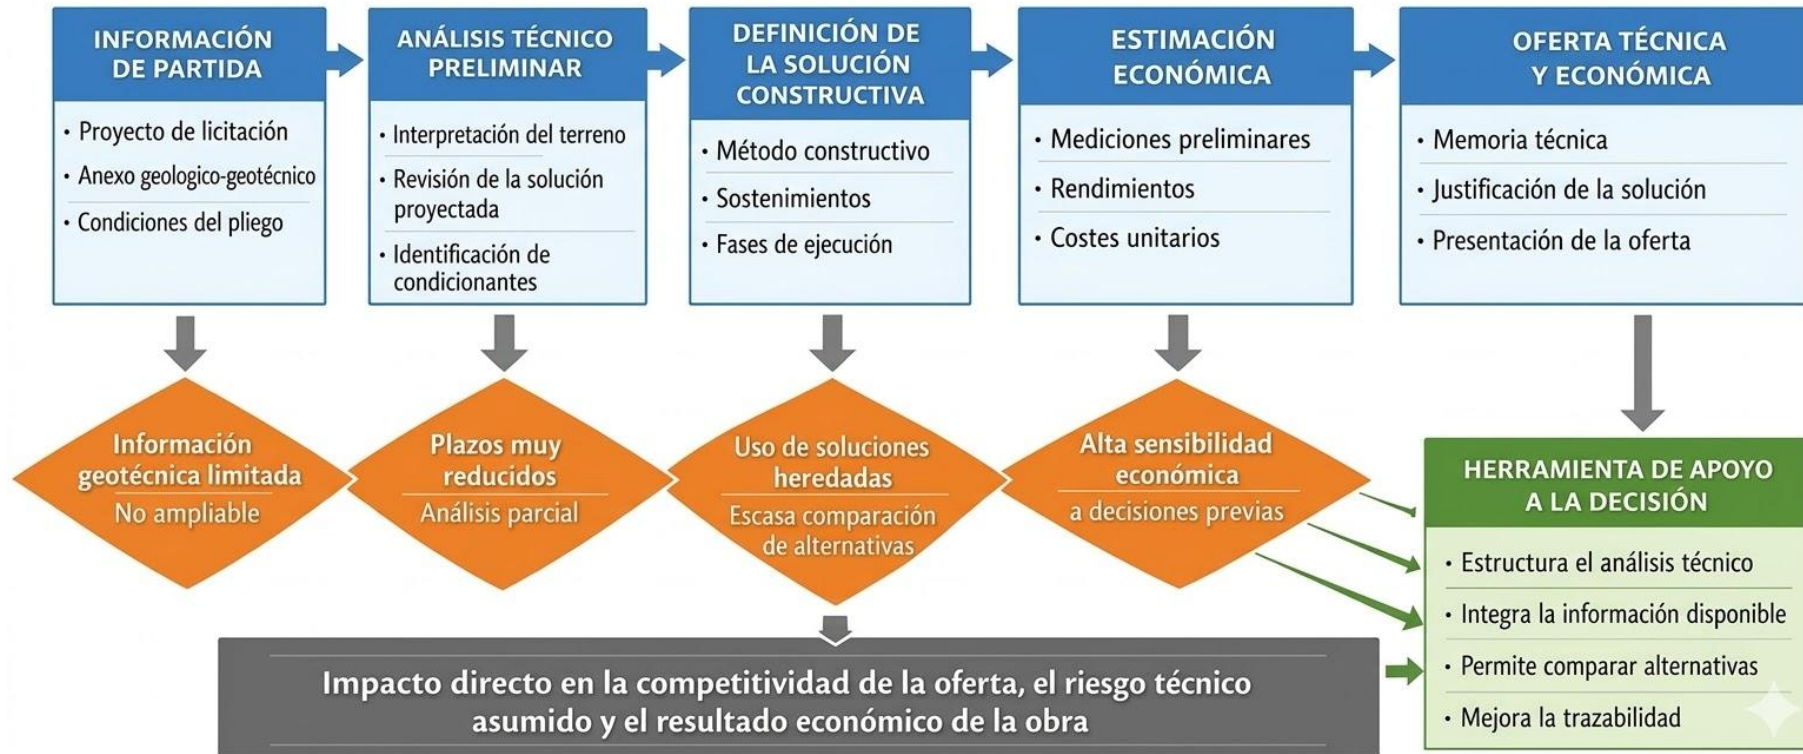 INFORMACIÓN
DE PARTIDA
• Proyecto de licitación
• Anexo geologico-geotécnico
• Condiciones del pliego
ANÁLISIS TÉCNICO
PRELIMINAR
• Interpretación del terreno
• Revisión de la solución
proyectada
• Identificación de
condicionantes
DEFINICIÓN DE
LA SOLUCIÓN
CONSTRUCTIVA
• Método constructivo
• Sostenimientos
• Fases de ejecución
ESTIMACIÓN
ECONÓMICA
• Mediciones preliminares
• Rendimientos
• Costes unitarios
OFERTA TÉCNICA
Y ECONÓMICA
• Memoria técnica
• Justificación de la solución
• Presentación de la oferta
Información
geotécnica limitada
No ampliable
Plazos muy
reducidos
Análisis parcial
Uso de soluciones
heredadas
Escasa comparación
de alternativas
Alta sensibilidad
económica
a decisiones previas
HERRAMIENTA DE APOYO
A LA DECISIÓN
• Estructura el análisis técnico
• Integra la información disponible
• Permite comparar alternativas
• Mejora la trazabilidad
Impacto directo en la competitividad de la oferta, el riesgo técnico
asumido y el resultado económico de la obra